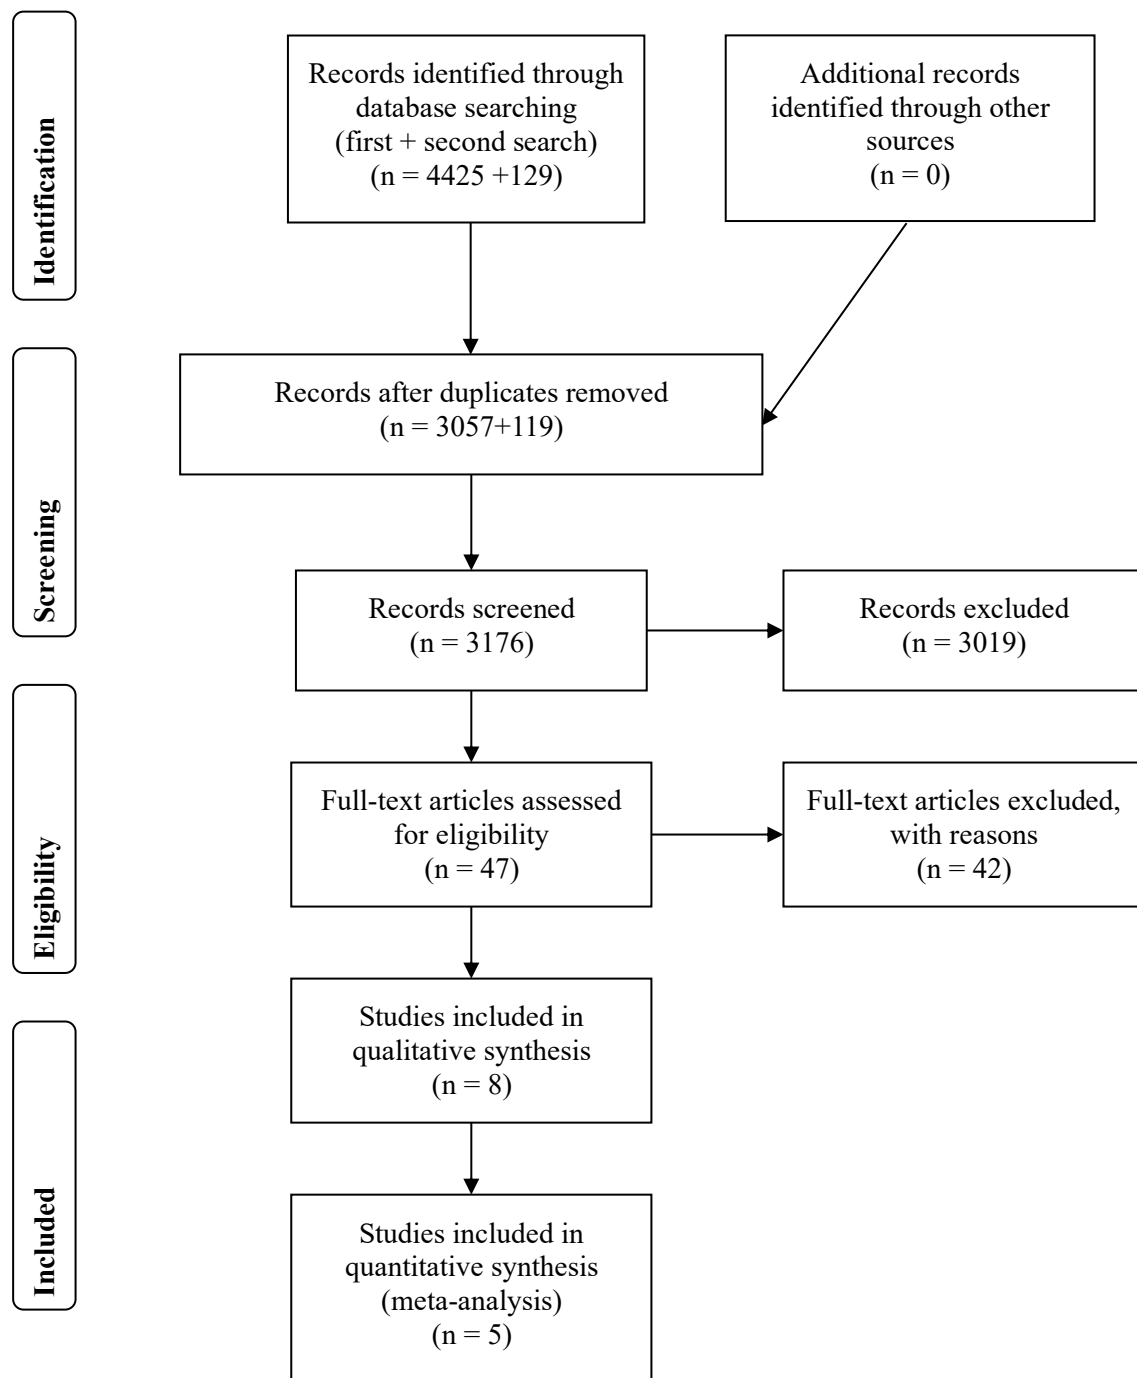 Identification
Records identified through
database searching
(first + second search)
(n = 4425 +129)
Additional records
identified through other
sources
(n = 0)
Screening
Records after duplicates removed
(n = 3057+119)
Records screened
(n = 3176)
Records excluded
(n = 3019)
Eligibility
Full-text articles assessed
for eligibility
(n = 47)
Full-text articles excluded,
with reasons
(n = 42)
Studies included in
qualitative synthesis
(n = 8)
Included
Studies included in
quantitative synthesis
(meta-analysis)
(n = 5)